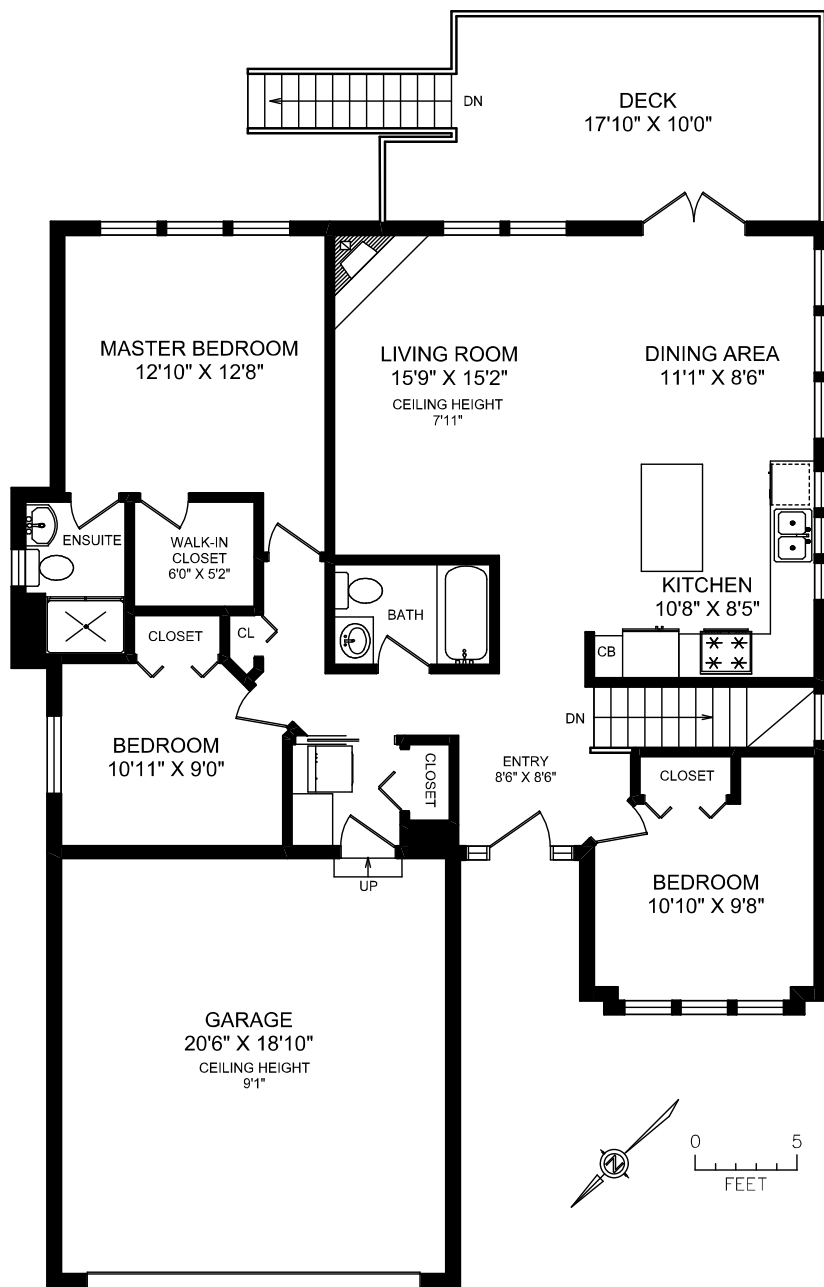 DN
DECK
17'10" X 10'0"
MASTER BEDROOM
12'10" X 12'8"
LIVING ROOM
15'9" X 15'2"
CEILING HEIGHT
7'11"
DINING AREA
11'1" X 8'6"
ENSUITE
WALK-IN
CLOSET
6'0" X 5'2"
KITCHEN
10'8" X 8'5"
BATH
CLOSET
CL
CB
DN
BEDROOM
10'11" X 9'0"
CLOSET
ENTRY
8'6" X 8'6"
CLOSET
UP
BEDROOM
10'10" X 9'8"
GARAGE
20'6" X 18'10"
CEILING HEIGHT
9'1"
N
0 5
FEET